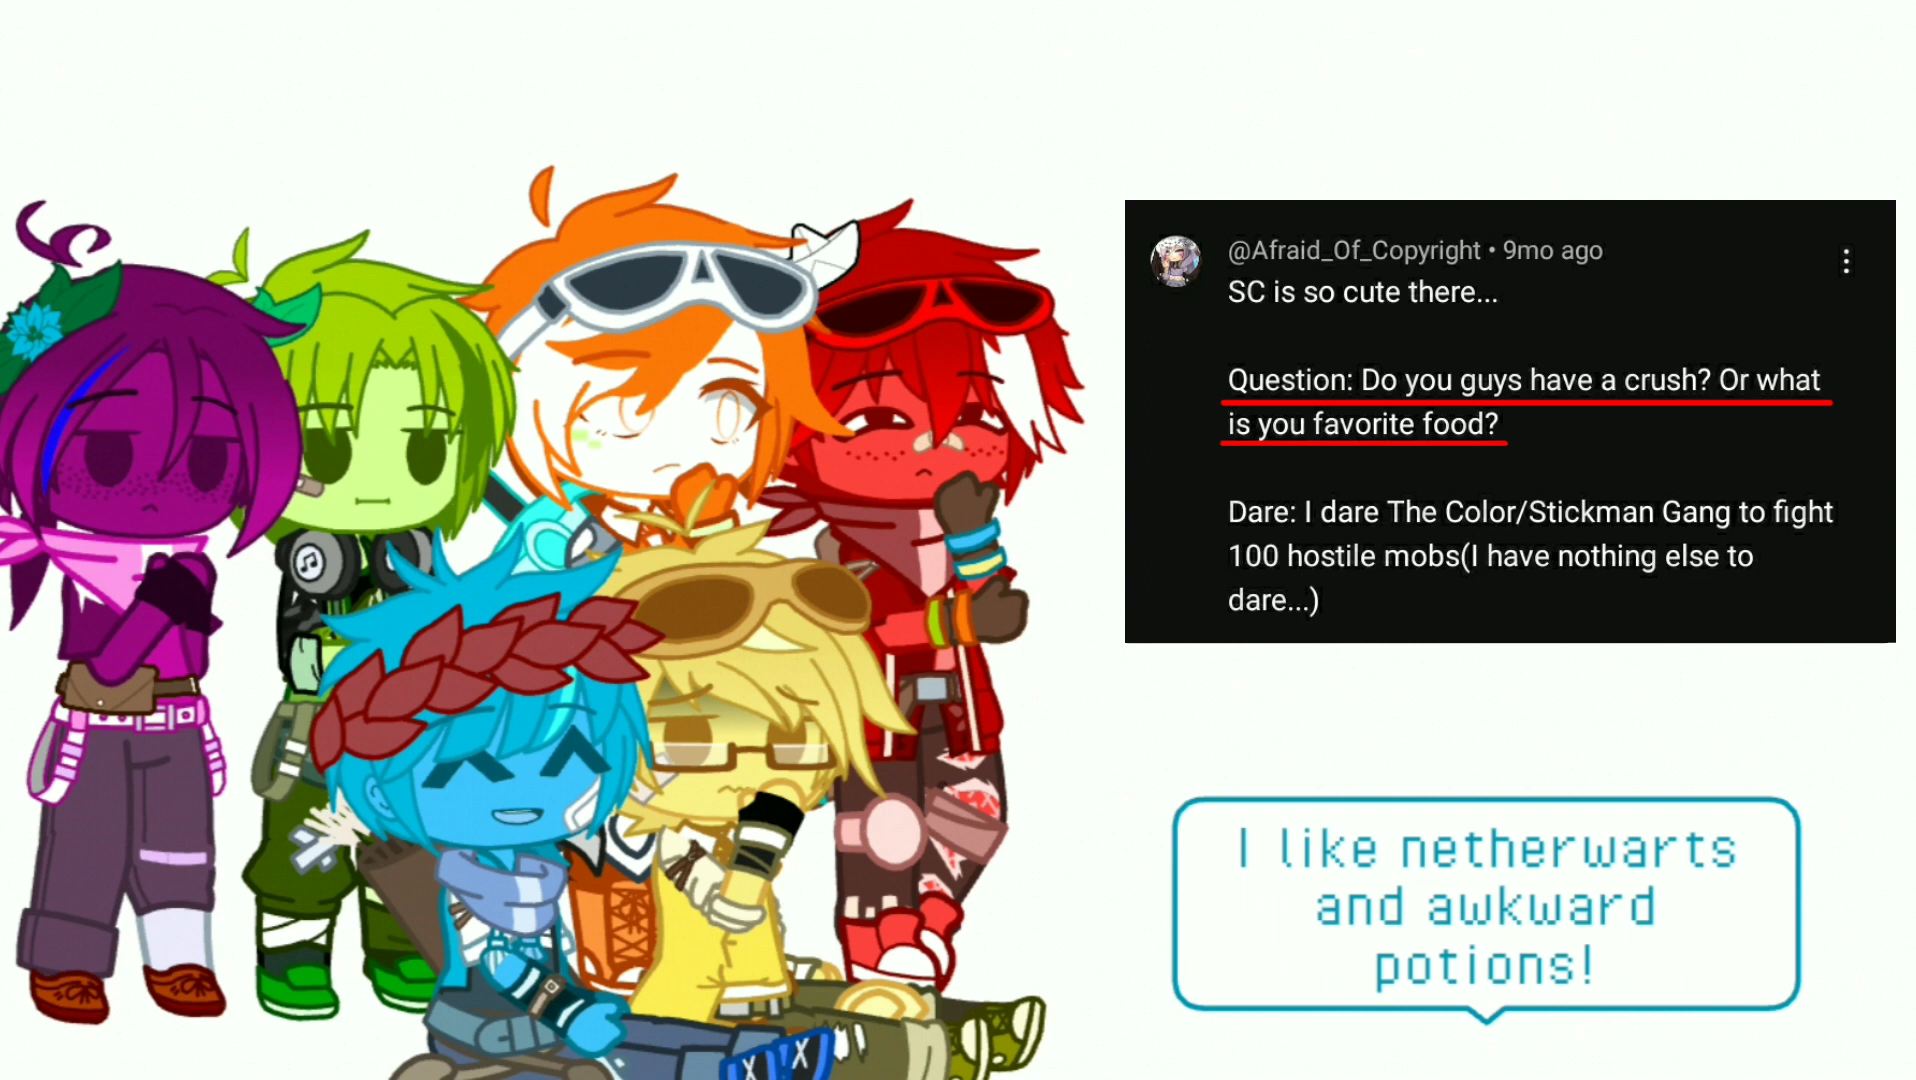 @Afraid_Of_Copyright • 9mo ago
SC is so cute there...
Question: Do you guys have a crush? Or what
is you favorite food?
Dare: I dare The Color/Stickman Gang to fight
100 hostile mobs(I have nothing else to
dare...)
I like netherwarts
and awkward
potions!